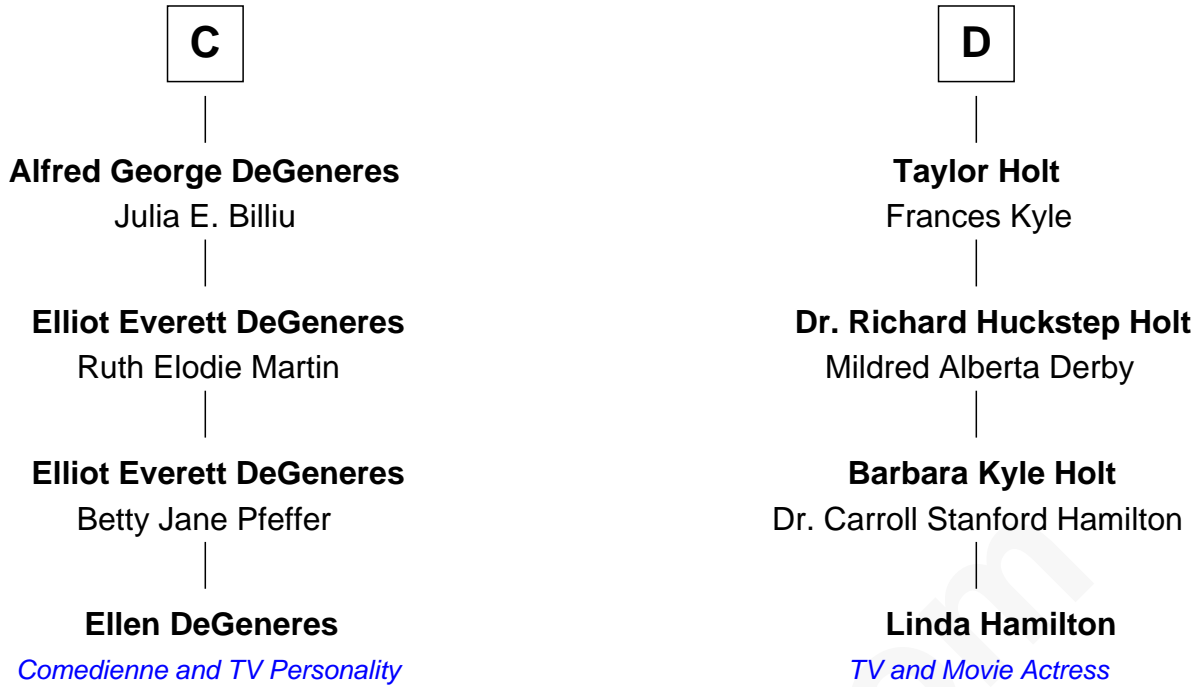 C
Alfred George DeGeneres
Julia E. Billiu
Elliot Everett DeGeneres
Ruth Elodie Martin
Elliot Everett DeGeneres
Betty Jane Pfeffer
Ellen DeGeneres
Comedienne and TV Personality
D
Taylor Holt
Frances Kyle
Dr. Richard Huckstep Holt
Mildred Alberta Derby
Barbara Kyle Holt
Dr. Carroll Stanford Hamilton
Linda Hamilton
TV and Movie Actress